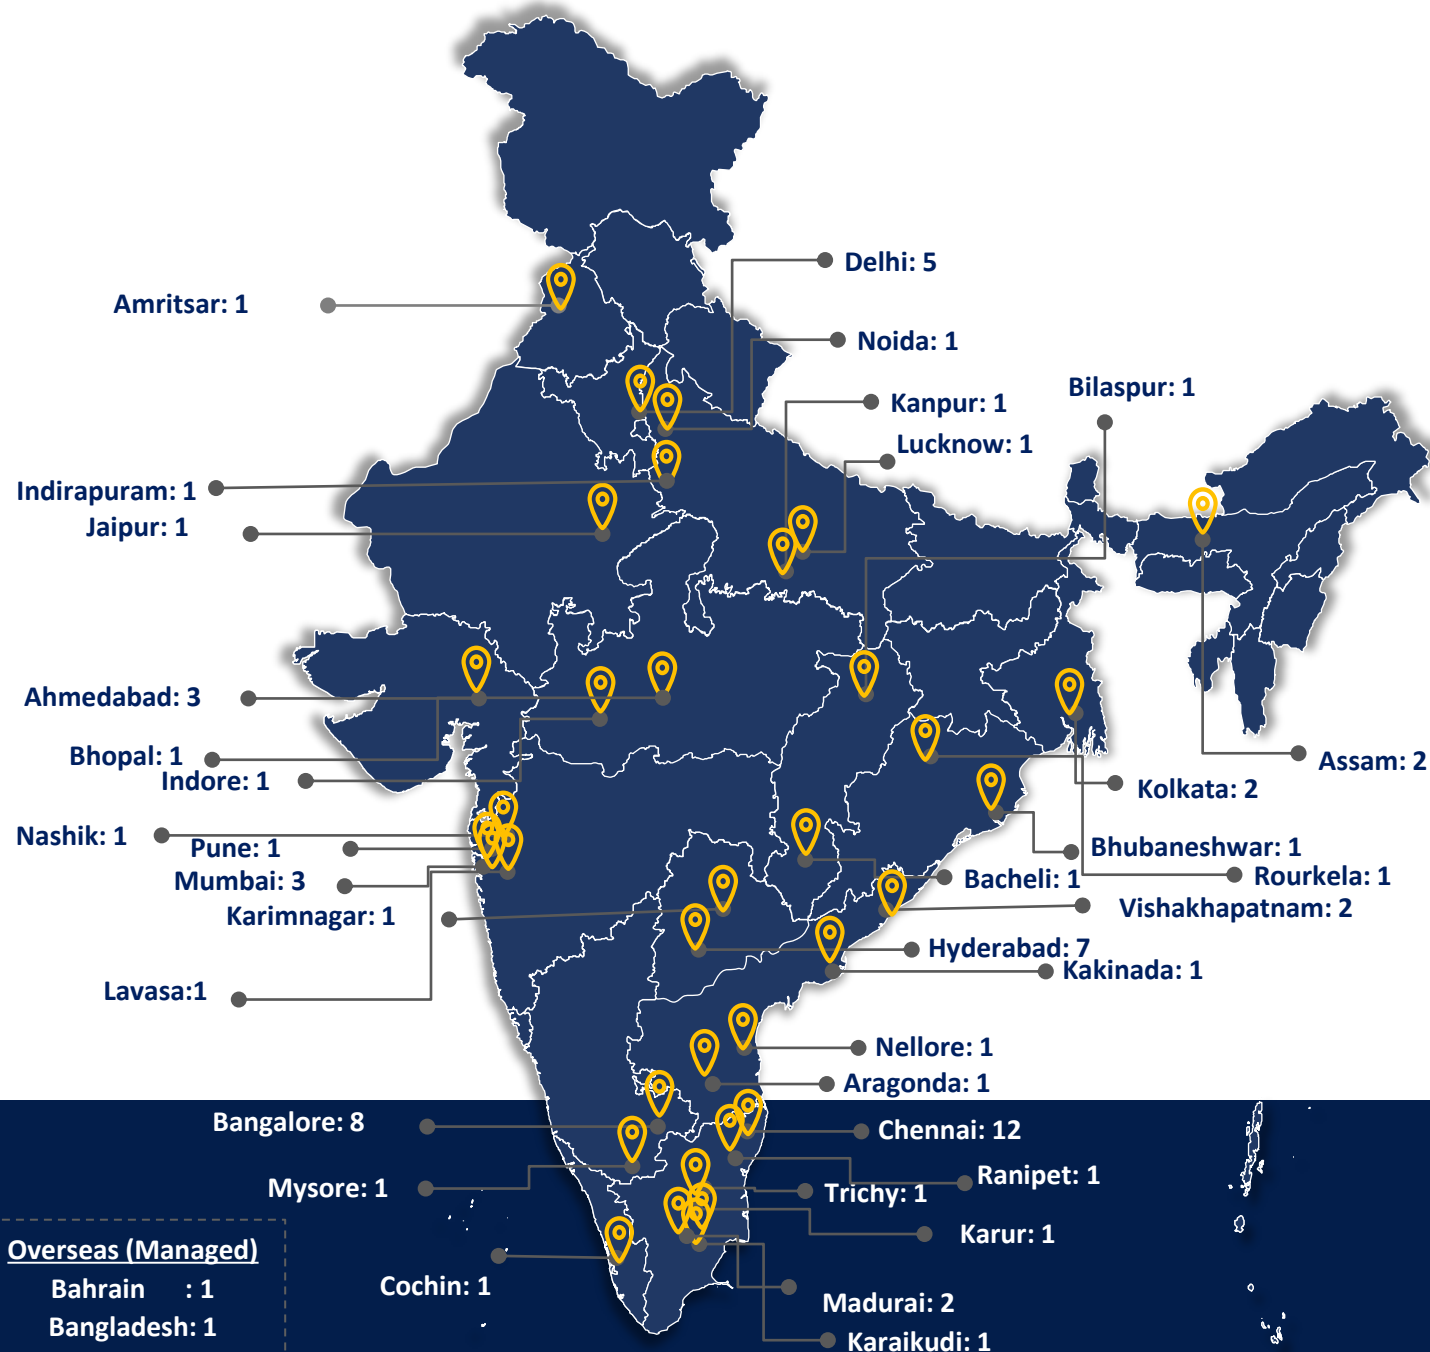 Delhi: 5
Amritsar: 1
Noida: 1
Bilaspur: 1
Kanpur: 1
Lucknow: 1
Indirapuram: 1
Jaipur: 1
Ahmedabad: 3
Bhopal: 1
Assam: 2
Indore: 1
Kolkata: 2
Nashik: 1
Pune: 1
Bhubaneshwar: 1
Mumbai: 3
Bacheli: 1
Rourkela: 1
Karimnagar: 1
Vishakhapatnam: 2
Hyderabad: 7
Kakinada: 1
Lavasa:1
Nellore: 1
Aragonda: 1
Bangalore: 8
Chennai: 12
Ranipet: 1
Mysore: 1
Trichy: 1
Karur: 1
Overseas (Managed)
Bahrain : 1
Bangladesh: 1
Cochin: 1
Madurai: 2
Karaikudi: 1